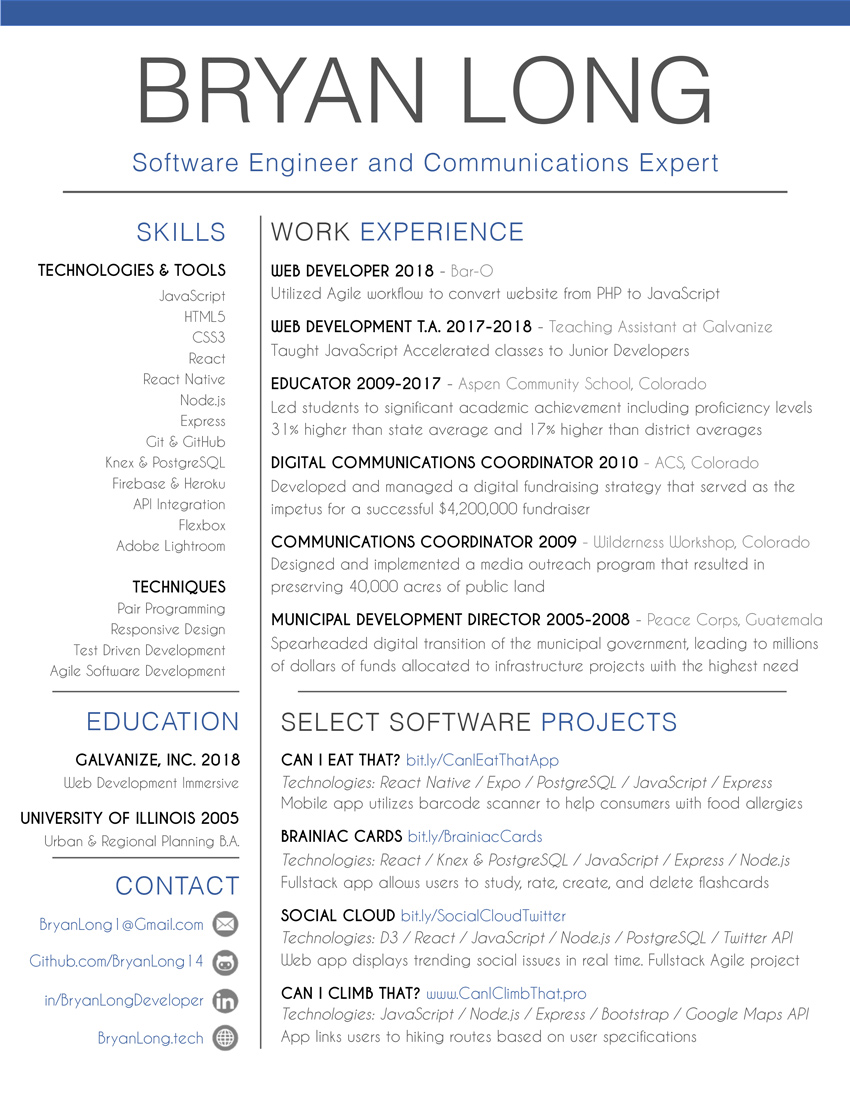 BRYAN LONG
Software Engineer and Communications Expert
SKILLS
TECHNOLOGIES & TOOLS
JavaScript
HTML5
CSS3
React
React Native
Node.js
Express
Git & GitHub
Knex & PostgreSQL
Firebase & Heroku
API Integration
Flexbox
Adobe Lightroom
TECHNIQUES
Pair Programming
Responsive Design
Test Driven Development
Agile Software Development
EDUCATION
GALVANIZE, INC. 2018
Web Development Immersive
UNIVERSITY OF ILLINOIS 2005
Urban & Regional Planning B.A.
CONTACT
BryanLong1@Gmail.com
Github.com/BryanLong14
in/BryanLongDeveloper
BryanLong.tech
WORK EXPERIENCE
WEB DEVELOPER 2018 - Bar-O
Utilized Agile workflow to convert website from PHP to JavaScript
WEB DEVELOPMENT T.A. 2017-2018 - Teaching Assistant at Galvanize
Taught JavaScript Accelerated classes to Junior Developers
EDUCATOR 2009-2017 - Aspen Community School, Colorado
Led students to significant academic achievement including proficiency levels
31% higher than state average and 17% higher than district averages
DIGITAL COMMUNICATIONS COORDINATOR 2010 - ACS, Colorado
Developed and managed a digital fundraising strategy that served as the
impetus for a successful $4,200,000 fundraiser
COMMUNICATIONS COORDINATOR 2009 - Wilderness Workshop, Colorado
Designed and implemented a media outreach program that resulted in
preserving 40,000 acres of public land
MUNICIPAL DEVELOPMENT DIRECTOR 2005-2008 - Peace Corps, Guatemala
Spearheaded digital transition of the municipal government, leading to millions
of dollars of funds allocated to infrastructure projects with the highest need
SELECT SOFTWARE PROJECTS
CAN I EAT THAT? bit.ly/CanIEatThatApp
Technologies: React Native / Expo / PostgreSQL / JavaScript / Express
Mobile app utilizes barcode scanner to help consumers with food allergies
BRAINIAC CARDS bit.ly/BrainiacCards
Technologies: React / Knex & PostgreSQL / JavaScript / Express / Node.js
Fullstack app allows users to study, rate, create, and delete flashcards
SOCIAL CLOUD bit.ly/SocialCloudTwitter
Technologies: D3 / React / JavaScript / Node.js / PostgreSQL / Twitter API
Web app displays trending social issues in real time. Fullstack Agile project
CAN I CLIMB THAT? www.CanIClimbThat.pro
Technologies: JavaScript / Node.js / Express / Bootstrap / Google Maps API
App links users to hiking routes based on user specifications